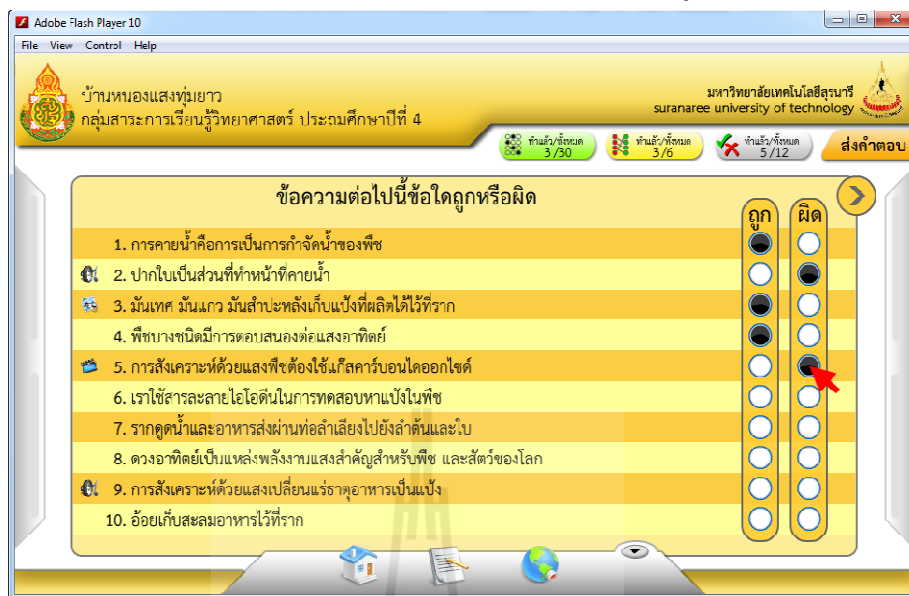 Adobe Flash Player 10
File View Control Help
บ้านหนองแสงทุ่มยาว
กลุ่มสาระการเรียนรู้วิทยาศาสตร์ ประถมศึกษาปีที่ 4
มหาวิทยาลัยเทคโนโลยีสุรนารี
suranaree university of technology
ทำแล้ว/ทั้งหมด
3/30
ทำแล้ว/ทั้งหมด
3/6
ทำแล้ว/ทั้งหมด
5/12
ส่งคำตอบ
ข้อความต่อไปนี้ข้อใดถูกหรือผิด
ถูก ผิด
1. การคายน้ำคือการเป็นการกำจัดน้ำของพืช
2. ปากใบเป็นส่วนที่ทำหน้าที่คายน้ำ
3. มันเทศ มันแกว มันสำปะหลังเก็บแป้งที่ผลิตได้ไว้ที่ราก
4. พืชบางชนิดมีการตอบสนองต่อแสงอาทิตย์
5. การสังเคราะห์ด้วยแสงพืชต้องใช้แก๊สคาร์บอนไดออกไซด์
6. เราใช้สารละลายไอโอดีนในการทดสอบหาแป้งในพืช
7. รากดูดน้ำและอาหารส่งผ่านท่อลำเลียงไปยังลำต้นและใบ
8. ดวงอาทิตย์เป็นแหล่งพลังงานแสงสำคัญสำหรับพืช และสัตว์ของโลก
9. การสังเคราะห์ด้วยแสงเปลี่ยนแร่ธาตุอาหารเป็นแป้ง
10. อ้อยเก็บสะสมอาหารไว้ที่ราก